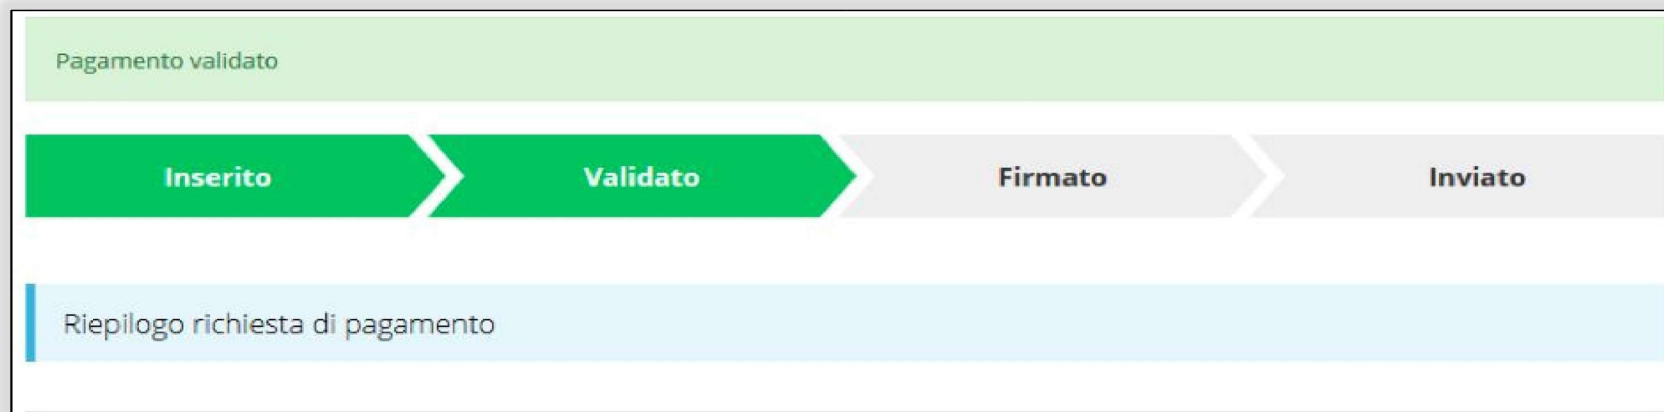 Pagamento validato
Inserito Validato Firmato Inviato
Riepilogo richiesta di pagamento